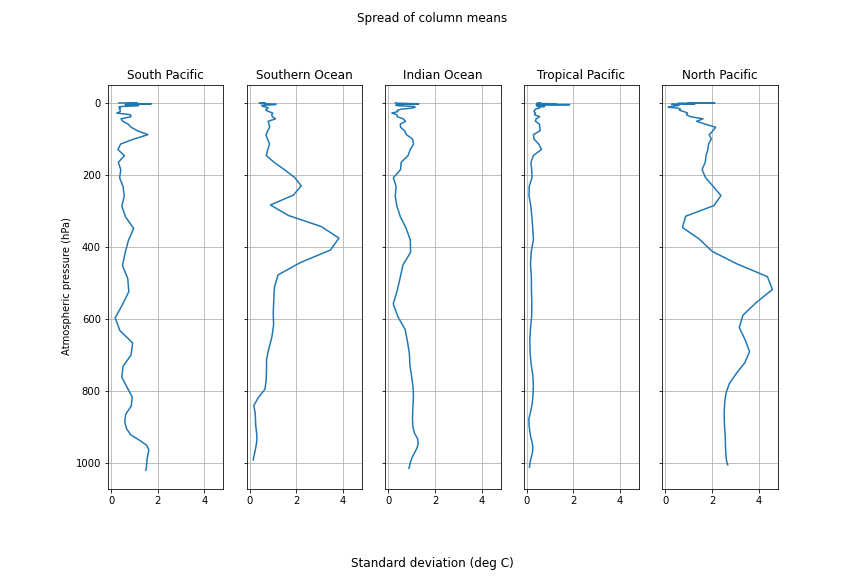 Spread of column means
South Pacific Southern Ocean Indian Ocean Tropical Pacific North Pacific
0
200
400
600
800
1000
Atmospheric pressure (hPa)
0 2 4 0 2 4 0 2 4 0 2 4 0 2 4
Standard deviation (deg C)